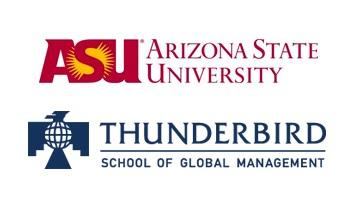 ASU® ARIZONA STATE
UNIVERSITY
THUNDERBIRD
SCHOOL OF GLOBAL MANAGEMENT